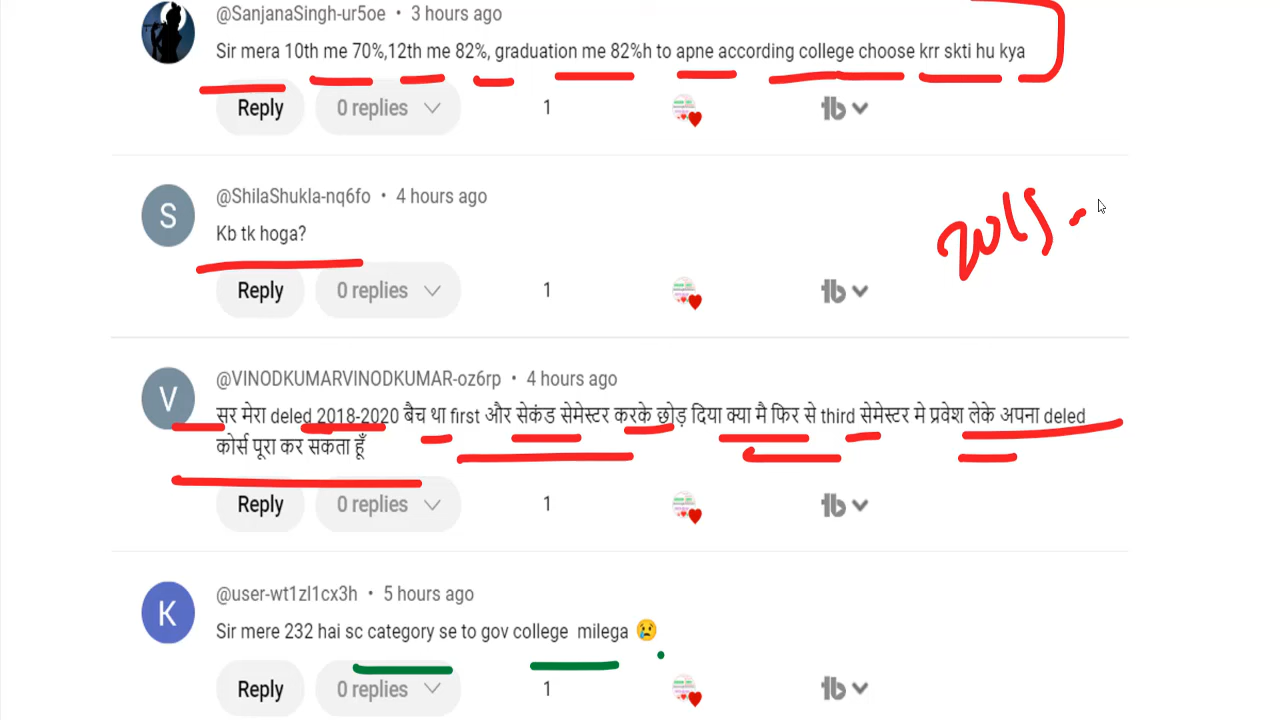 @SanjanaSingh-ur5oe • 3 hours ago
Sir mera 10th me 70%,12th me 82%, graduation me 82%h to apne according college choose krr skti hu kya
Reply 0 replies 1
S @ShilaShukla-nq6fo • 4 hours ago
Kb tk hoga?
2015 -
Reply 0 replies 1
V @VINODKUMARVINODKUMAR-oz6rp • 4 hours ago
सर मेरा deled 2018-2020 बैच था first और सेकंड सेमेस्टर करके छोड़ दिया क्या मै फिर से third सेमेस्टर मे प्रवेश लेके अपना deled
कोर्स पूरा कर सकता हूँ
Reply 0 replies 1
K @user-wt1zl1cx3h • 5 hours ago
Sir mere 232 hai sc category se to gov college milega 😢
Reply 0 replies 1